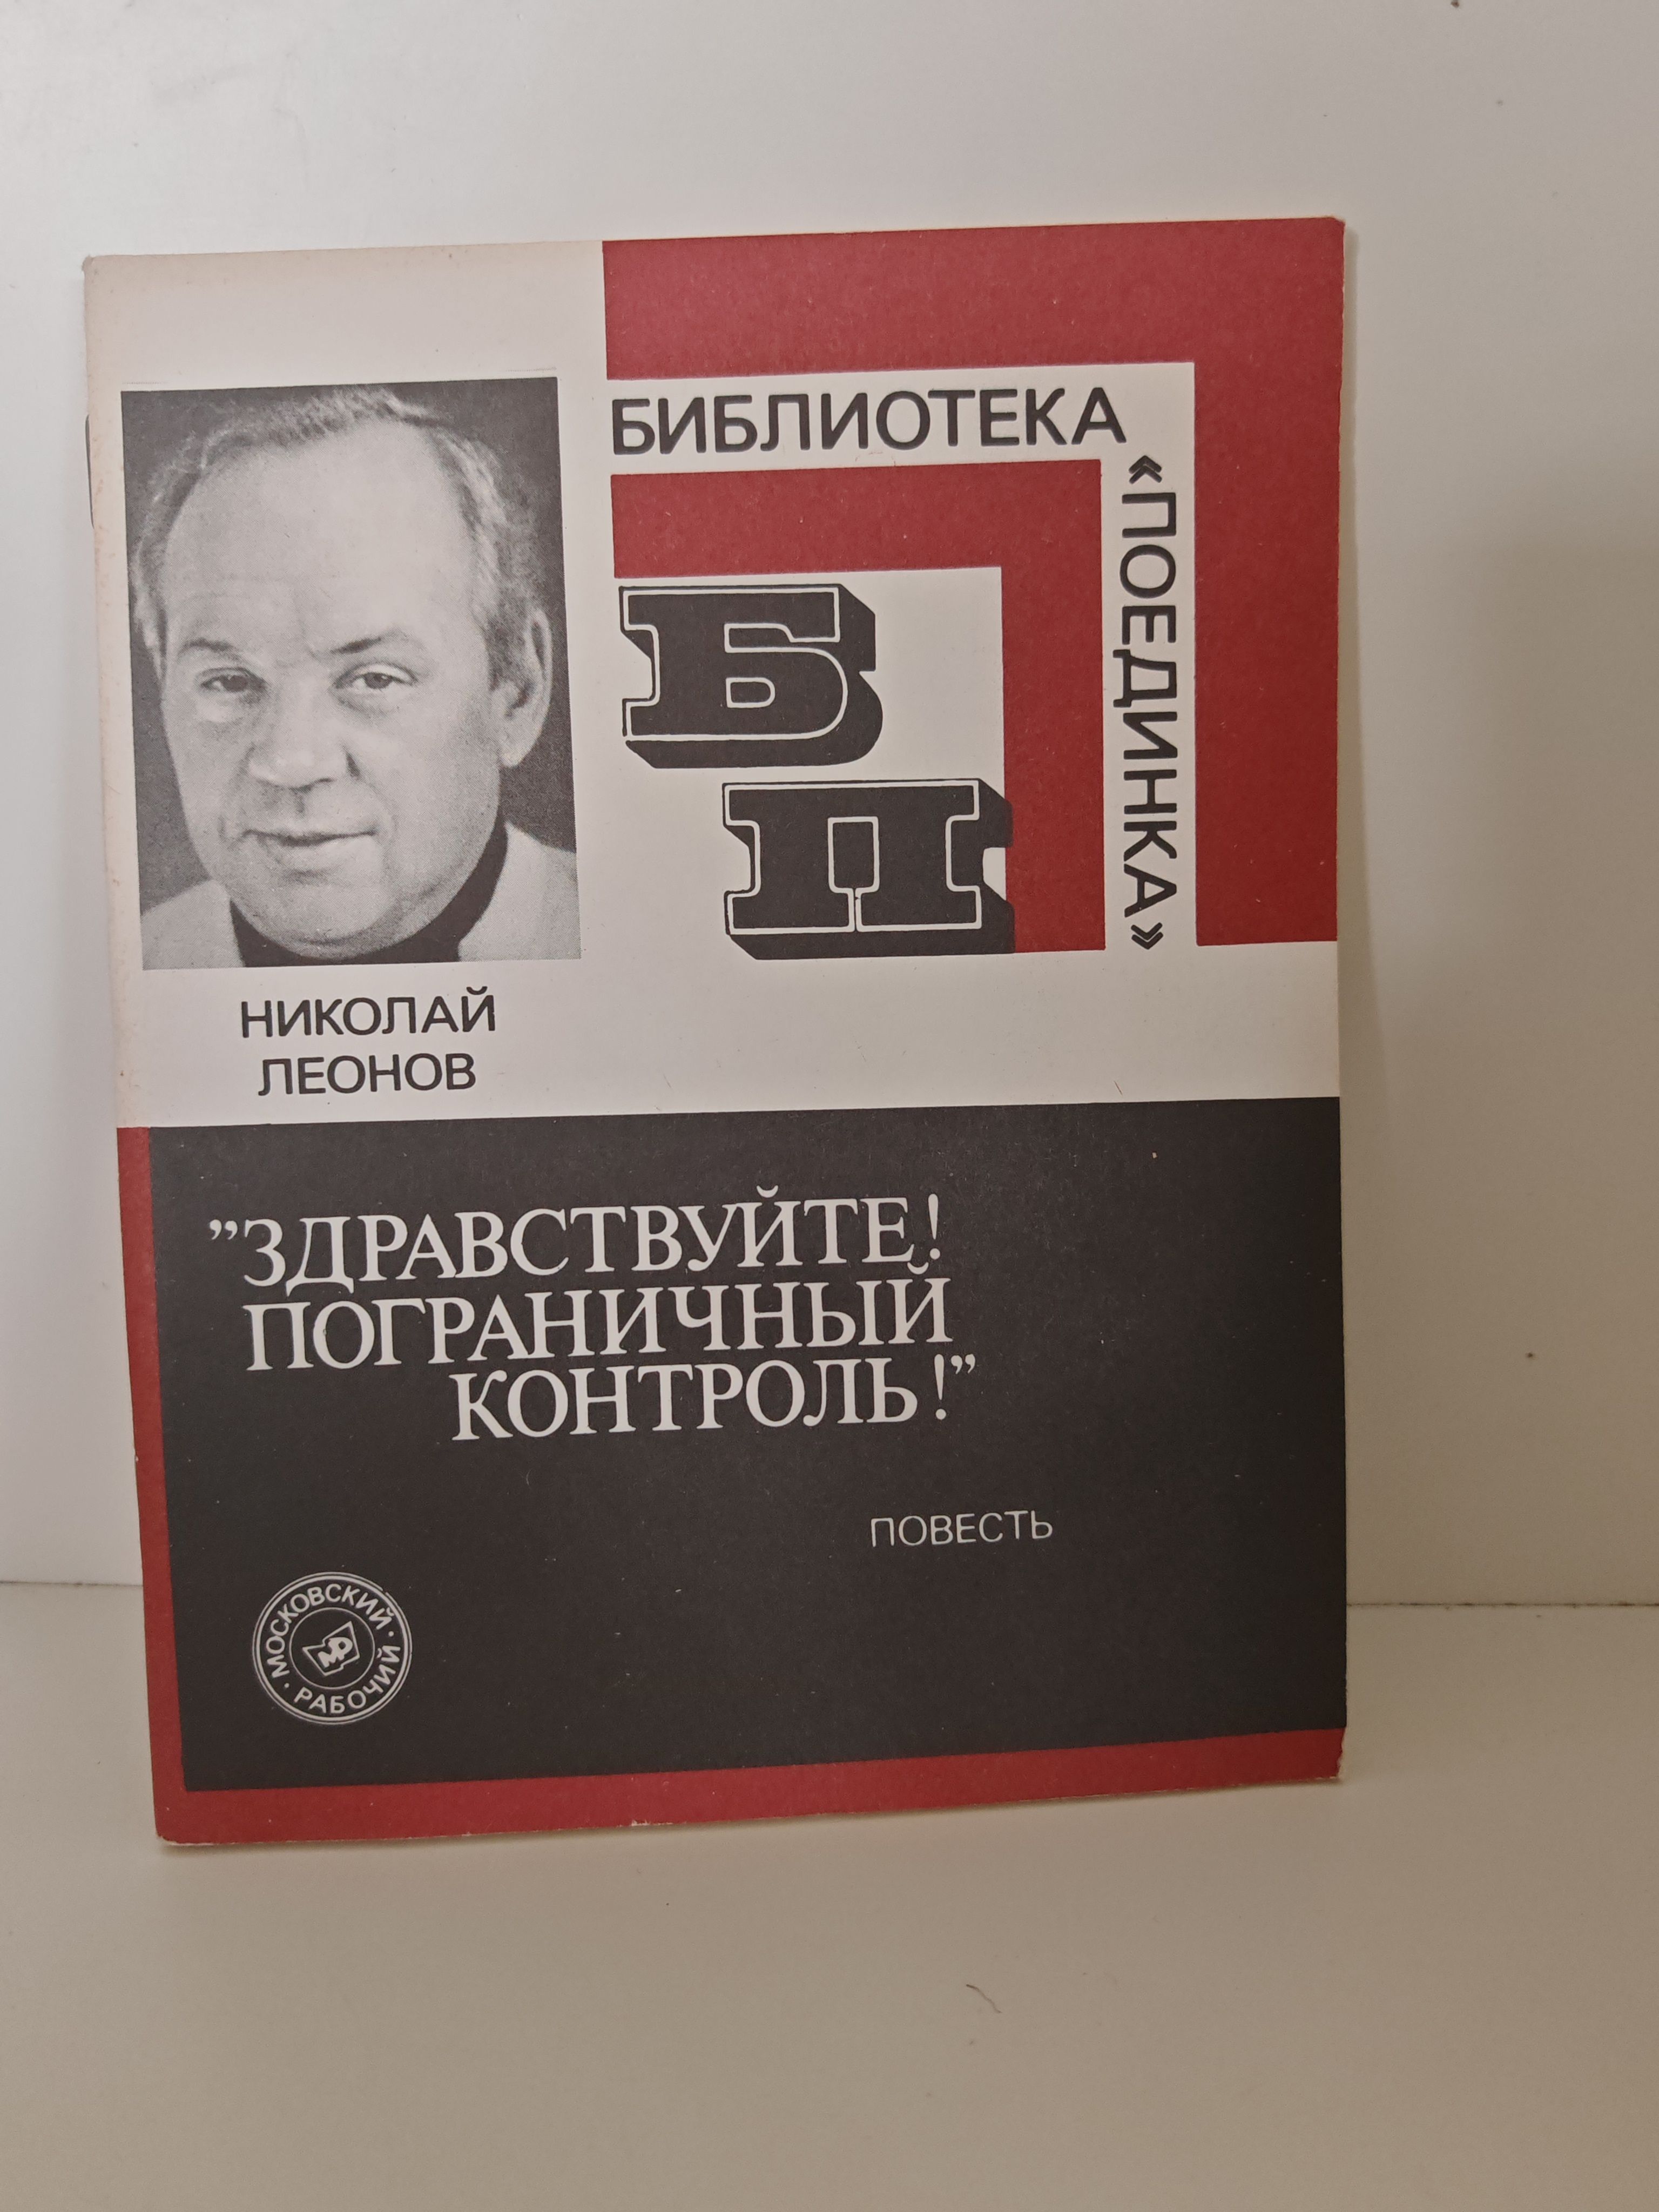 БИБЛИОТЕКА
«ПОЕДИНКА»
Б
П
НИКОЛАЙ
ЛЕОНОВ
”ЗДРАВСТВУЙТЕ!
ПОГРАНИЧНЫЙ
КОНТРОЛЬ!”
ПОВЕСТЬ
МОСКОВСКИЙ
МР
РАБОЧИЙ